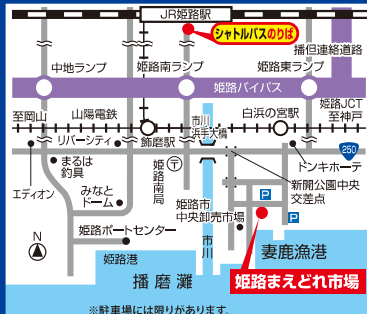 JR姫路駅
シャトルバスのりば
播但連絡道路
中地ランプ
姫路南ランプ
姫路東ランプ
姫路バイパス
至岡山
山陽電鉄
市川
浜手大橋
白浜の宮駅
姫路JCT
至神戸
リバーシティ
飾磨駅
ドンキホーテ
250
エディオン
まるは
釣具
〒
姫路南局
新開公園中央
交差点
みなと
ドーム
姫路市
中央卸売市場
P
P
姫路ポートセンター
N
姫路港
市川
妻鹿漁港
播磨灘
姫路まえどれ市場
※駐車場には限りがあります。